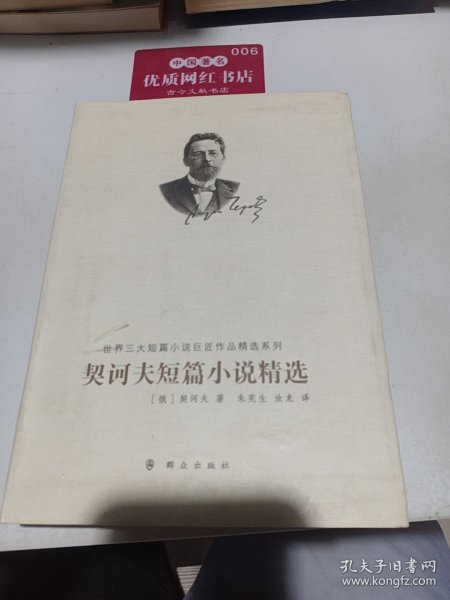 006
中国著名
优质网红书店
古今文献书店
世界三大短篇小说巨匠作品精选系列
契诃夫短篇小说精选
[俄] 契诃夫 著 朱宪生 汝龙 译
群众出版社
孔夫子旧书网
www.kongfz.com